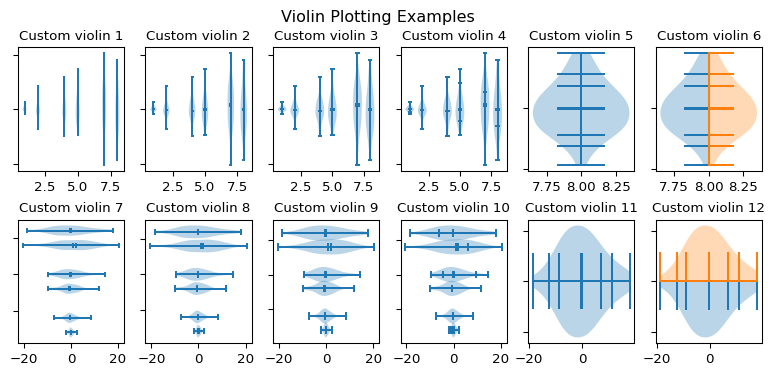 Violin Plotting Examples
Custom violin 1 Custom violin 2 Custom violin 3 Custom violin 4 Custom violin 5 Custom violin 6
2.5 5.0 7.5 2.5 5.0 7.5 2.5 5.0 7.5 2.5 5.0 7.5 7.75 8.00 8.25 7.75 8.00 8.25
Custom violin 7 Custom violin 8 Custom violin 9 Custom violin 10 Custom violin 11 Custom violin 12
−20 0 20 −20 0 20 −20 0 20 −20 0 20 −20 0 −20 0